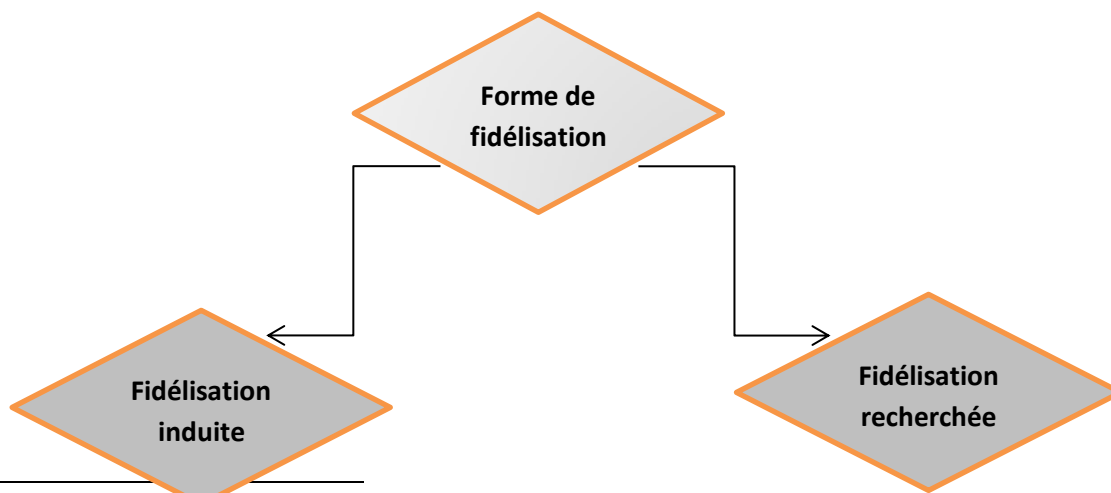 Forme de
fidélisation
Fidélisation
induite
Fidélisation
recherchée